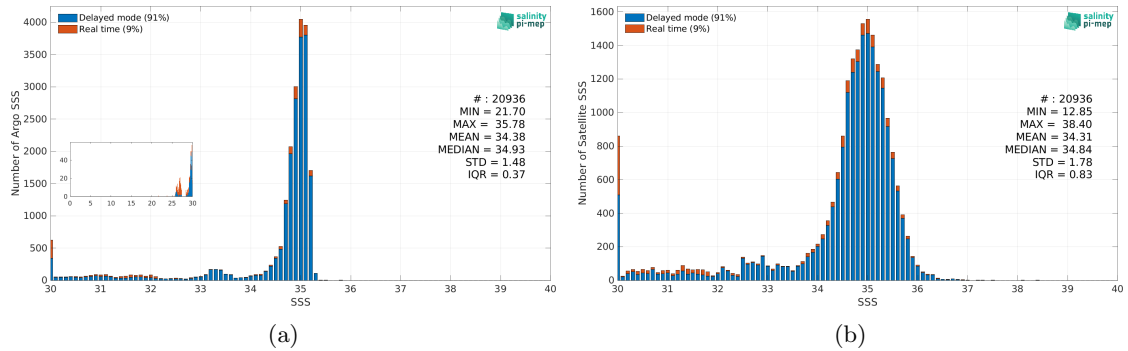 Delayed mode (91%)
Real time (9%)
salinity
pi-mep
4000
3500
3000
2500
2000
1500
1000
500
0
Number of Argo SSS
# : 20936
MIN = 21.70
MAX = 35.78
MEAN = 34.38
MEDIAN = 34.93
STD = 1.48
IQR = 0.37
40
20
0
0 5 10 15 20 25 26 30
30 31 32 33 34 35 36 37 38 39 40
SSS
(a)
Delayed mode (91%)
Real time (9%)
salinity
pi-mep
1600
1400
1200
1000
800
600
400
200
0
Number of Satellite SSS
# : 20936
MIN = 12.85
MAX = 38.40
MEAN = 34.31
MEDIAN = 34.84
STD = 1.78
IQR = 0.83
30 31 32 33 34 35 36 37 38 39 40
SSS
(b)